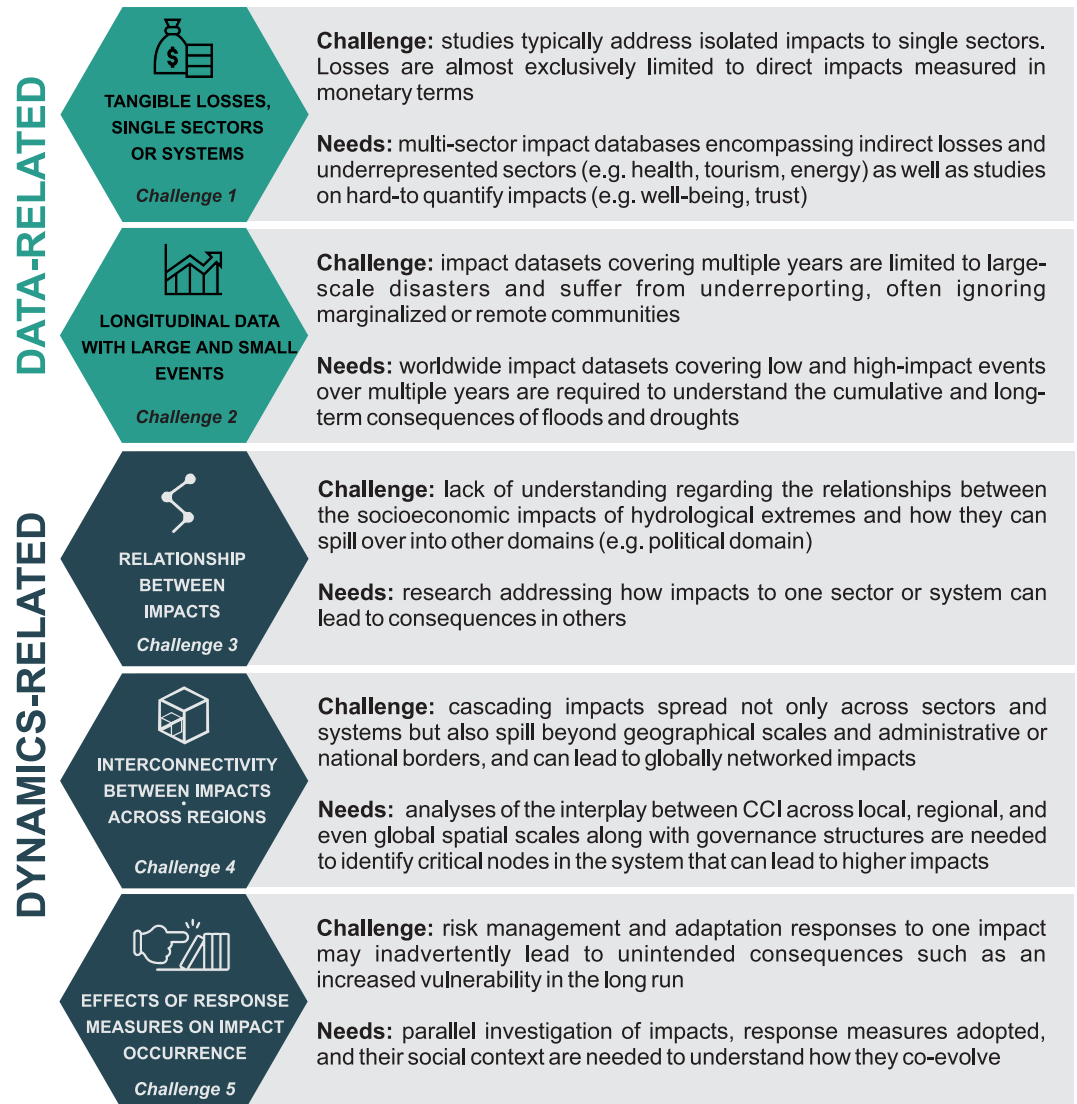 DATA-RELATED
TANGIBLE LOSSES,
SINGLE SECTORS
OR SYSTEMS
Challenge 1
Challenge: studies typically address isolated impacts to single sectors.
Losses are almost exclusively limited to direct impacts measured in
monetary terms
Needs: multi-sector impact databases encompassing indirect losses and
underrepresented sectors (e.g. health, tourism, energy) as well as studies
on hard-to quantify impacts (e.g. well-being, trust)
LONGITUDINAL DATA
WITH LARGE AND SMALL
EVENTS
Challenge 2
Challenge: impact datasets covering multiple years are limited to large-
scale disasters and suffer from underreporting, often ignoring
marginalized or remote communities
Needs: worldwide impact datasets covering low and high-impact events
over multiple years are required to understand the cumulative and long-
term consequences of floods and droughts
DYNAMICS-RELATED
RELATIONSHIP
BETWEEN
IMPACTS
Challenge 3
Challenge: lack of understanding regarding the relationships between
the socioeconomic impacts of hydrological extremes and how they can
spill over into other domains (e.g. political domain)
Needs: research addressing how impacts to one sector or system can
lead to consequences in others
INTERCONNECTIVITY
BETWEEN IMPACTS
ACROSS REGIONS
Challenge 4
Challenge: cascading impacts spread not only across sectors and
systems but also spill beyond geographical scales and administrative or
national borders, and can lead to globally networked impacts
Needs: analyses of the interplay between CCI across local, regional, and
even global spatial scales along with governance structures are needed
to identify critical nodes in the system that can lead to higher impacts
EFFECTS OF RESPONSE
MEASURES ON IMPACT
OCCURRENCE
Challenge 5
Challenge: risk management and adaptation responses to one impact
may inadvertently lead to unintended consequences such as an
increased vulnerability in the long run
Needs: parallel investigation of impacts, response measures adopted,
and their social context are needed to understand how they co-evolve